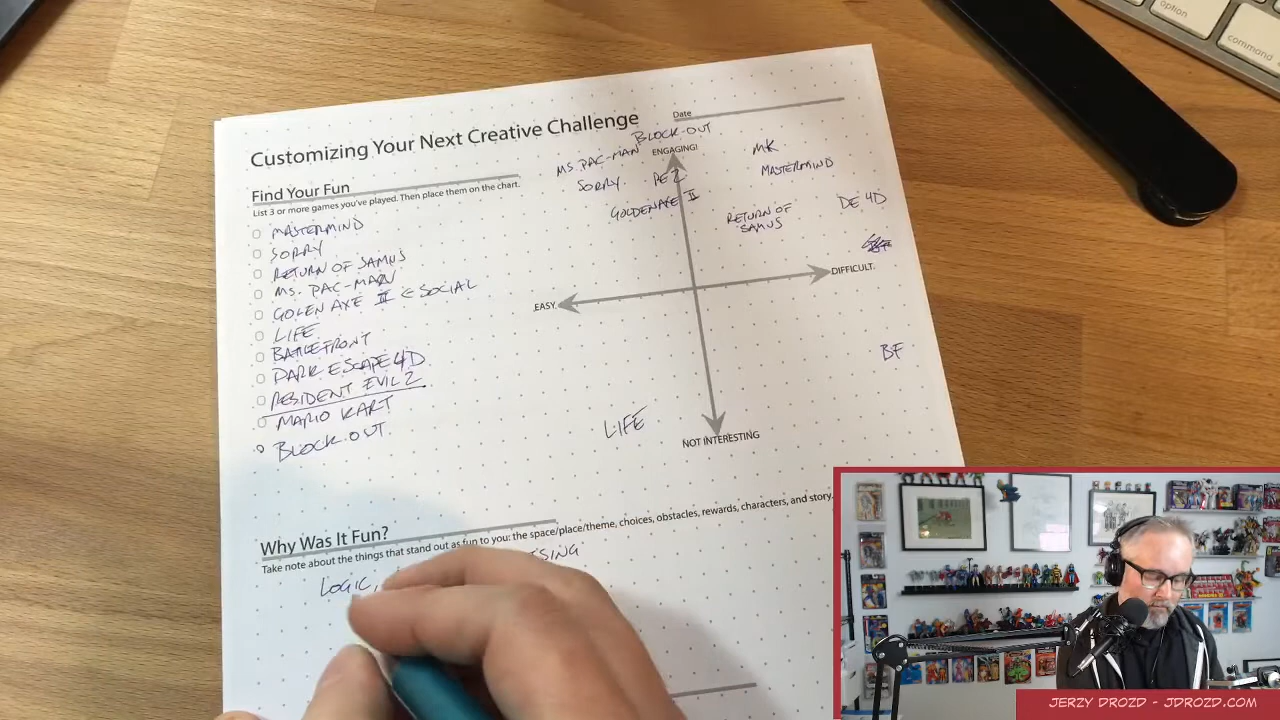 option
command
Customizing Your Next Creative Challenge
Date
Find Your Fun
List 3 or more games you've played. Then place them on the chart.
MASTERMIND
SORRY
RETURN OF SAMUS
MS. PAC-MAN
GOLEN AXE II ← SOCIAL
LIFE
BATTLEFRONT
DARK ESCAPE 4D
RESIDENT EVIL 2
MARIO KART
BLOCK-OUT
BLOCK-OUT
ENGAGING!
MS. PAC-MAN
MK
SORRY
RE2
MASTERMIND
GOLDENAXE II
RETURN OF
SAMUS
DE 4D
EASY
DIFFICULT
BF
LIFE
NOT INTERESTING
Why Was It Fun?
Take note about the things that stand out as fun to you: the space/place/theme, choices, obstacles, rewards, characters, and story.
LOGIC,
JERZY DROZD - JDROZD.COM